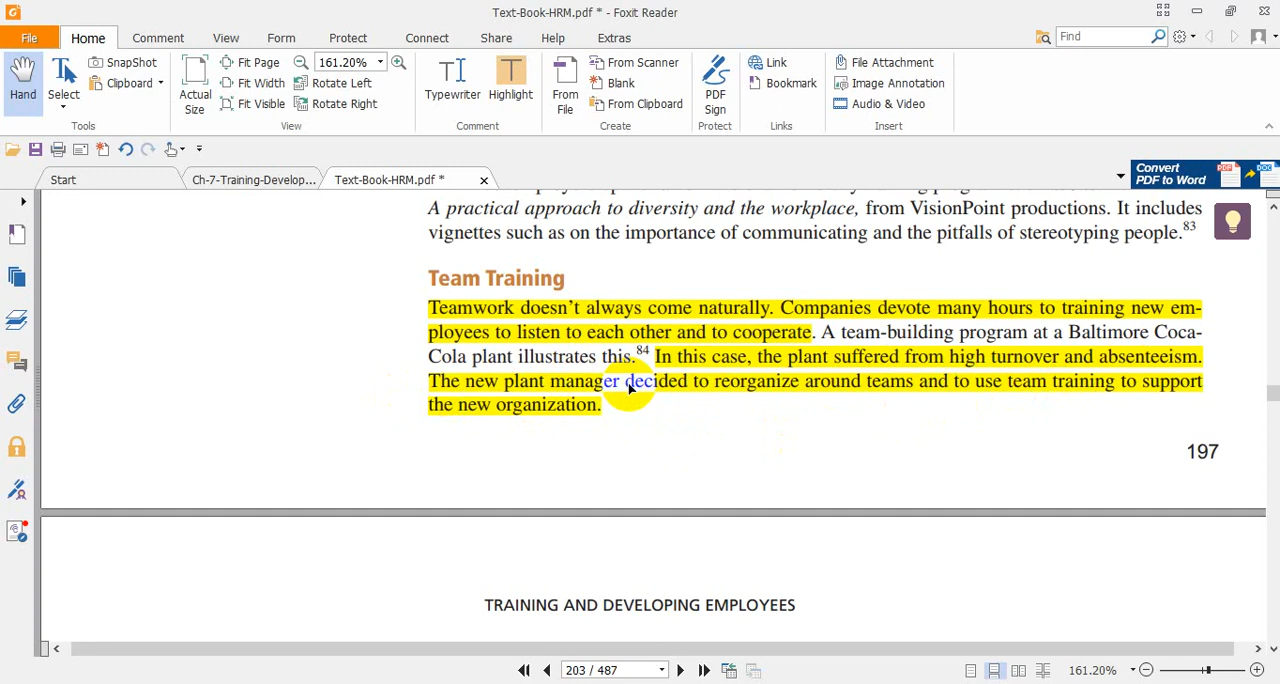 Text-Book-HRM.pdf * - Foxit Reader
File Home Comment View Form Protect Connect Share Help Extras
Find
Hand
Select
SnapShot
Clipboard
Tools
Actual Size
Fit Page
Fit Width
Fit Visible
161.20%
Rotate Left
Rotate Right
View
Typewriter
Highlight
Comment
From File
From Scanner
Blank
From Clipboard
Create
PDF Sign
Protect
Link
Bookmark
Links
File Attachment
Image Annotation
Audio & Video
Insert
Start
Ch-7-Training-Develop...
Text-Book-HRM.pdf *
Convert
PDF to Word
A practical approach to diversity and the workplace, from VisionPoint productions. It includes
vignettes such as on the importance of communicating and the pitfalls of stereotyping people.83
Team Training
Teamwork doesn't always come naturally. Companies devote many hours to training new em-
ployees to listen to each other and to cooperate. A team-building program at a Baltimore Coca-
Cola plant illustrates this.84 In this case, the plant suffered from high turnover and absenteeism.
The new plant manager decided to reorganize around teams and to use team training to support
the new organization.
197
TRAINING AND DEVELOPING EMPLOYEES
203 / 487
161.20%